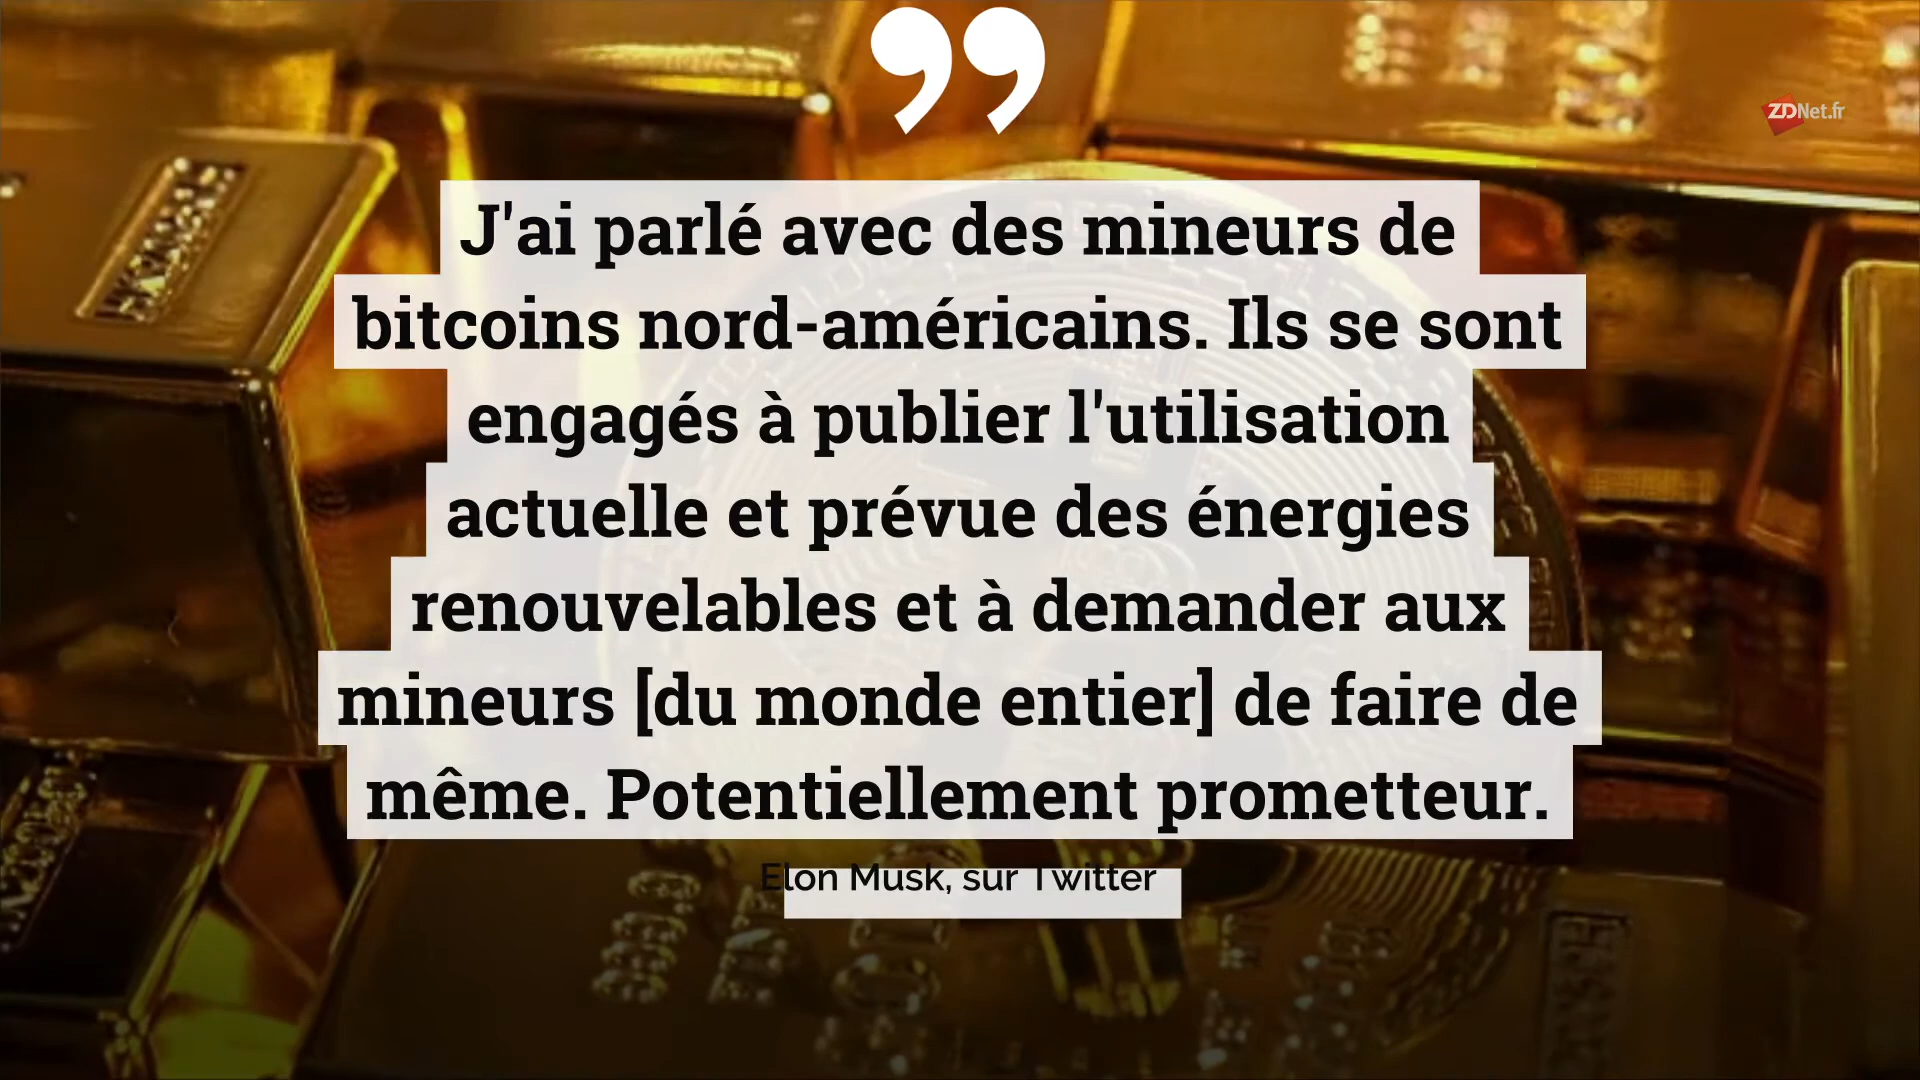 ”
ZDNet.fr
J'ai parlé avec des mineurs de
bitcoins nord-américains. Ils se sont
engagés à publier l'utilisation
actuelle et prévue des énergies
renouvelables et à demander aux
mineurs [du monde entier] de faire de
même. Potentiellement prometteur.
Elon Musk, sur Twitter